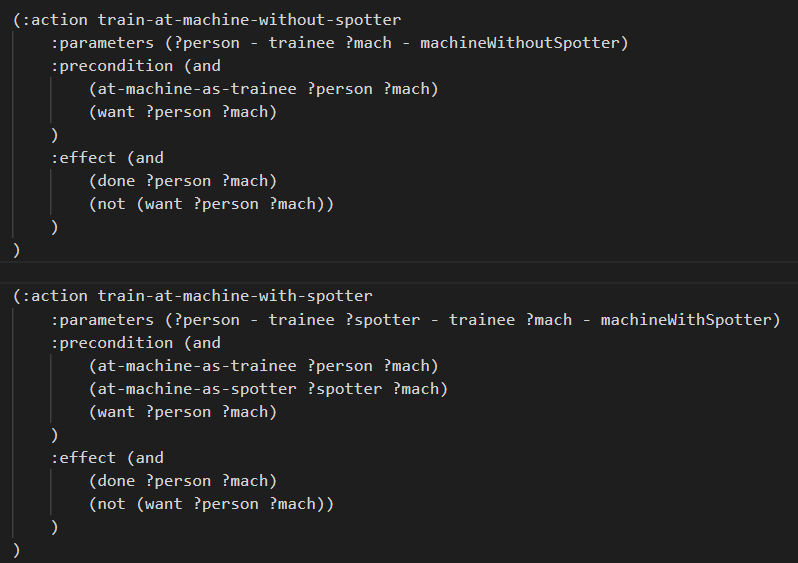 (:action train-at-machine-without-spotter
    :parameters (?person - trainee ?mach - machineWithoutSpotter)
    :precondition (and
        (at-machine-as-trainee ?person ?mach)
        (want ?person ?mach)
    )
    :effect (and
        (done ?person ?mach)
        (not (want ?person ?mach))
    )
)

(:action train-at-machine-with-spotter
    :parameters (?person - trainee ?spotter - trainee ?mach - machineWithSpotter)
    :precondition (and
        (at-machine-as-trainee ?person ?mach)
        (at-machine-as-spotter ?spotter ?mach)
        (want ?person ?mach)
    )
    :effect (and
        (done ?person ?mach)
        (not (want ?person ?mach))
    )
)